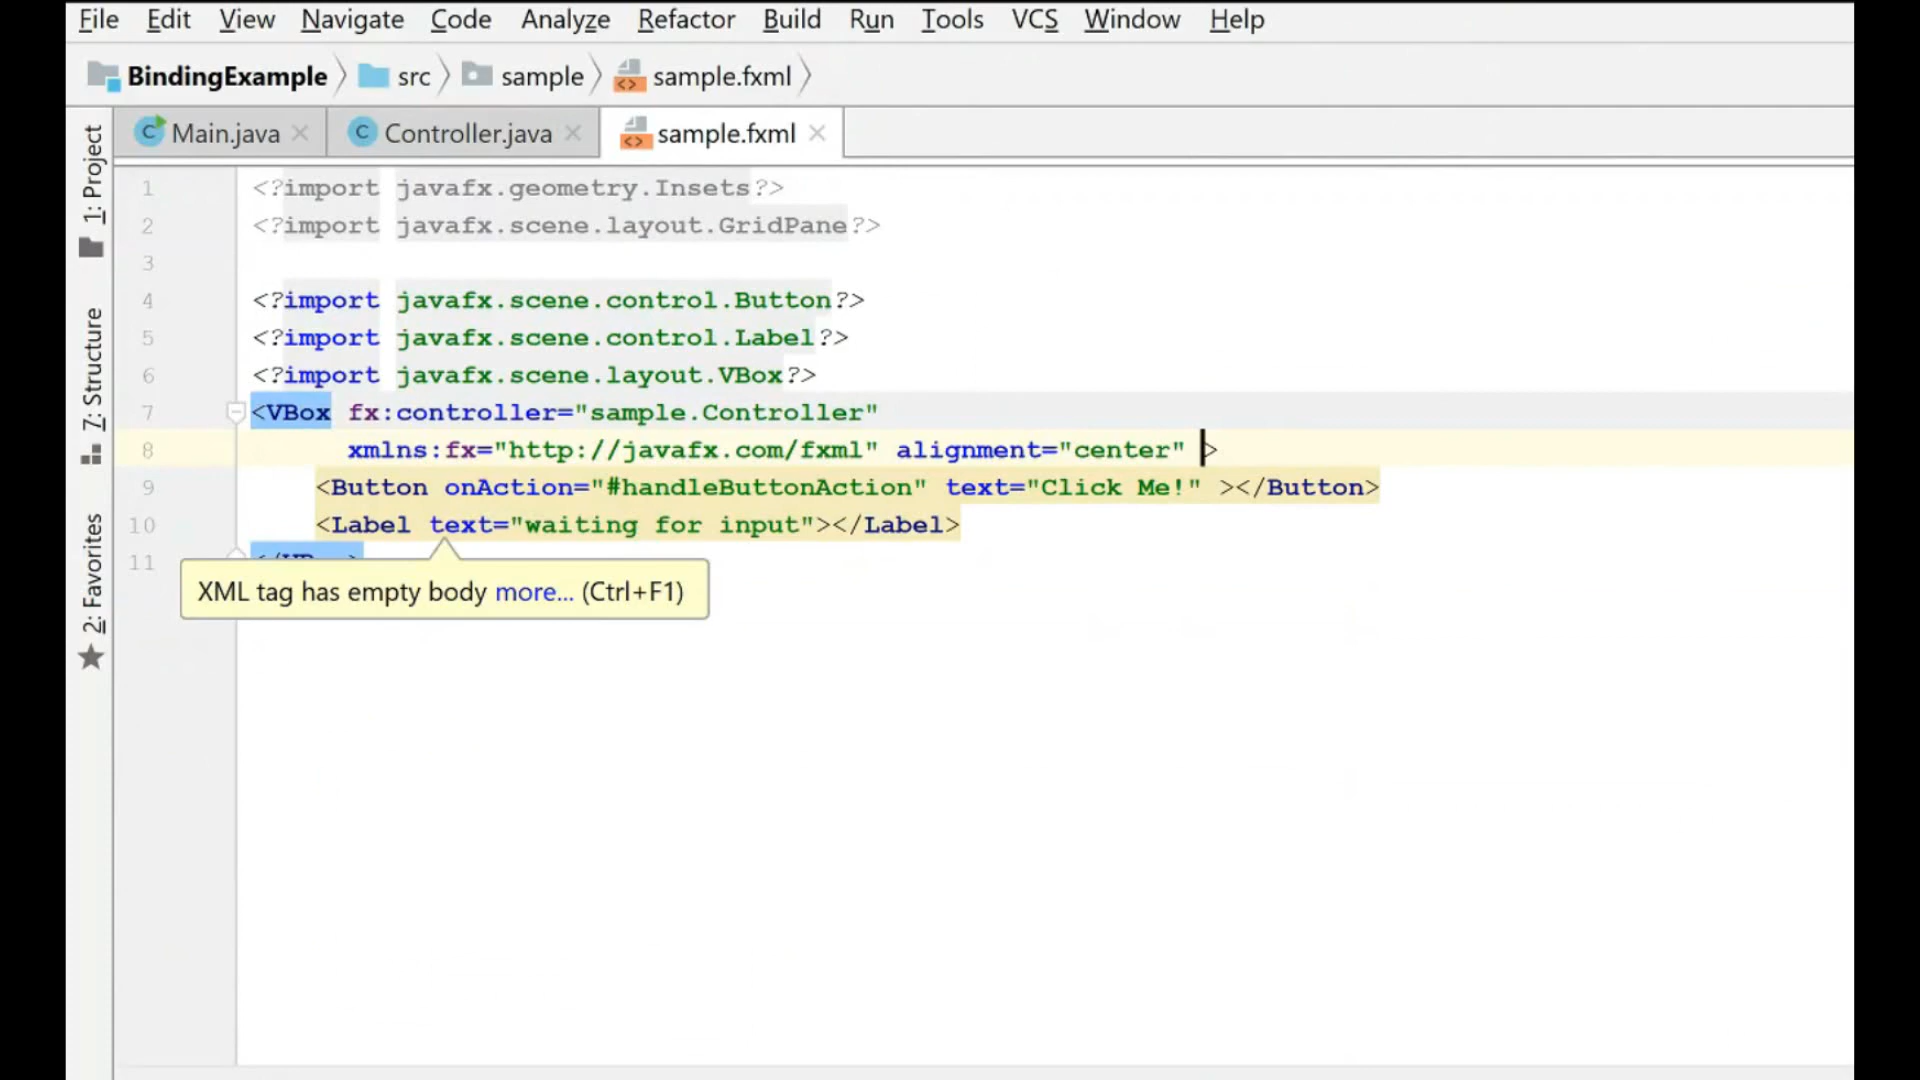 File Edit View Navigate Code Analyze Refactor Build Run Tools VCS Window Help
BindingExample src sample sample.fxml
Main.java Controller.java sample.fxml
1: Project
7: Structure
2: Favorites
1 <?import javafx.geometry.Insets?>
2 <?import javafx.scene.layout.GridPane?>
3
4 <?import javafx.scene.control.Button?>
5 <?import javafx.scene.control.Label?>
6 <?import javafx.scene.layout.VBox?>
7 <VBox fx:controller="sample.Controller"
8 xmlns:fx="http://javafx.com/fxml" alignment="center" >
9 <Button onAction="#handleButtonAction" text="Click Me!" ></Button>
10 <Label text="waiting for input"></Label>
11
XML tag has empty body more... (Ctrl+F1)